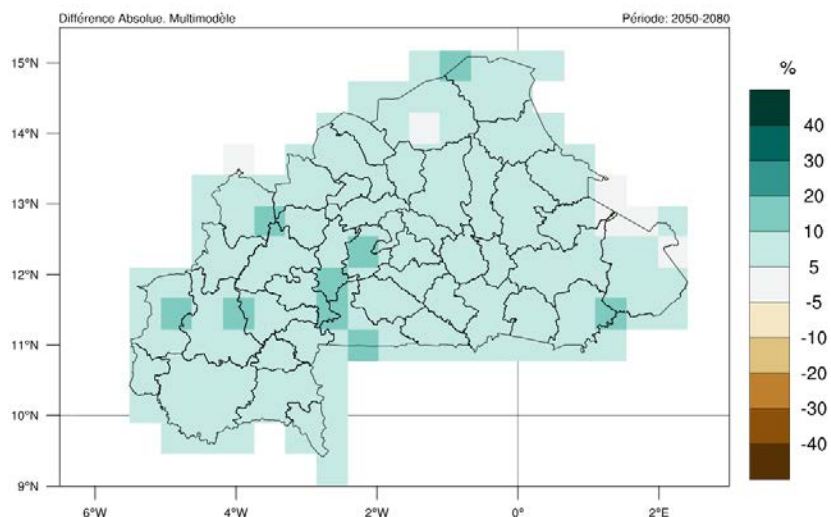 Différence Absolue. Multimodèle
Période: 2050-2080
15°N
14°N
13°N
12°N
11°N
10°N
9°N
6°W
4°W
2°W
0°
2°E
%
40
30
20
10
5
-5
-10
-20
-30
-40